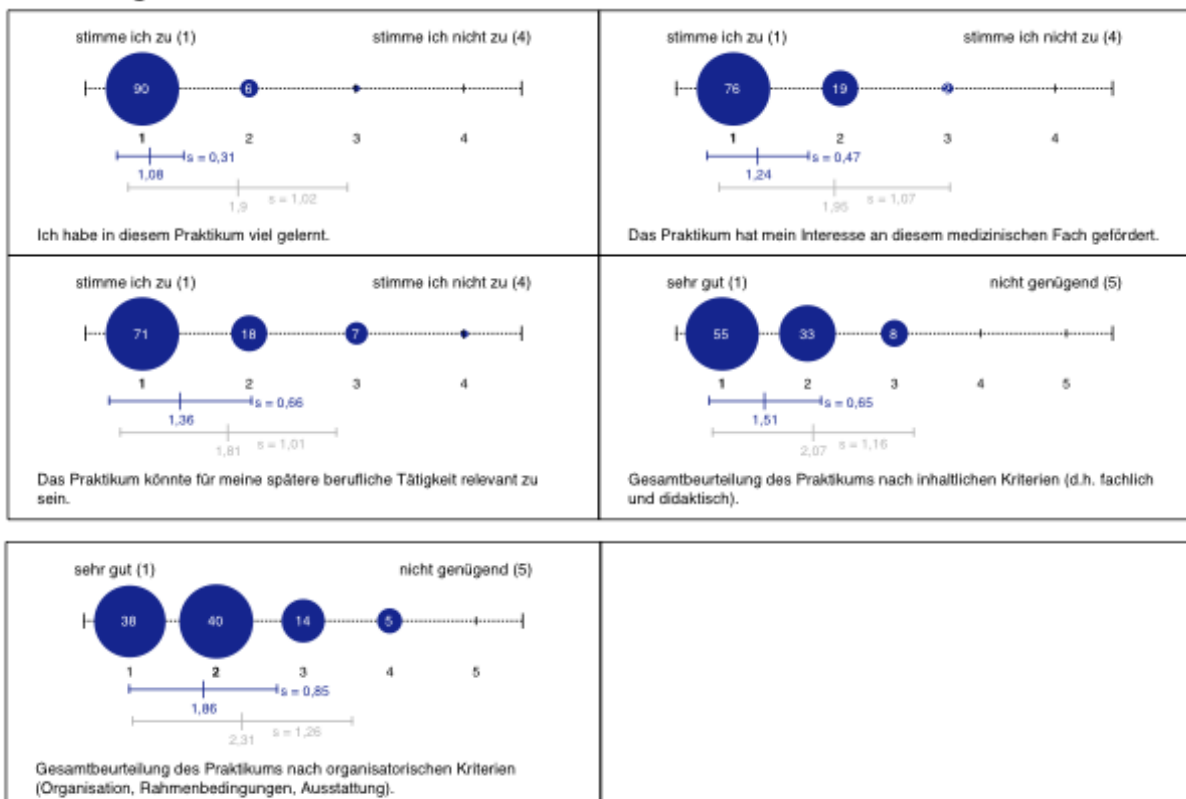 stimme ich zu (1) stimme ich nicht zu (4)
90 6
1 2 3 4
s = 0,31
1,08
s = 1,02
1,9
Ich habe in diesem Praktikum viel gelernt.
stimme ich zu (1) stimme ich nicht zu (4)
76 19 2
1 2 3 4
s = 0,47
1,24
s = 1,07
1,95
Das Praktikum hat mein Interesse an diesem medizinischen Fach gefördert.
stimme ich zu (1) stimme ich nicht zu (4)
71 18 7
1 2 3 4
s = 0,66
1,36
s = 1,01
1,81
Das Praktikum könnte für meine spätere berufliche Tätigkeit relevant zu
sein.
sehr gut (1) nicht genügend (5)
55 33 8
1 2 3 4 5
s = 0,65
1,51
s = 1,16
2,07
Gesamtbeurteilung des Praktikums nach inhaltlichen Kriterien (d.h. fachlich
und didaktisch).
sehr gut (1) nicht genügend (5)
38 40 14 5
1 2 3 4 5
s = 0,85
1,86
s = 1,26
2,31
Gesamtbeurteilung des Praktikums nach organisatorischen Kriterien
(Organisation, Rahmenbedingungen, Ausstattung).